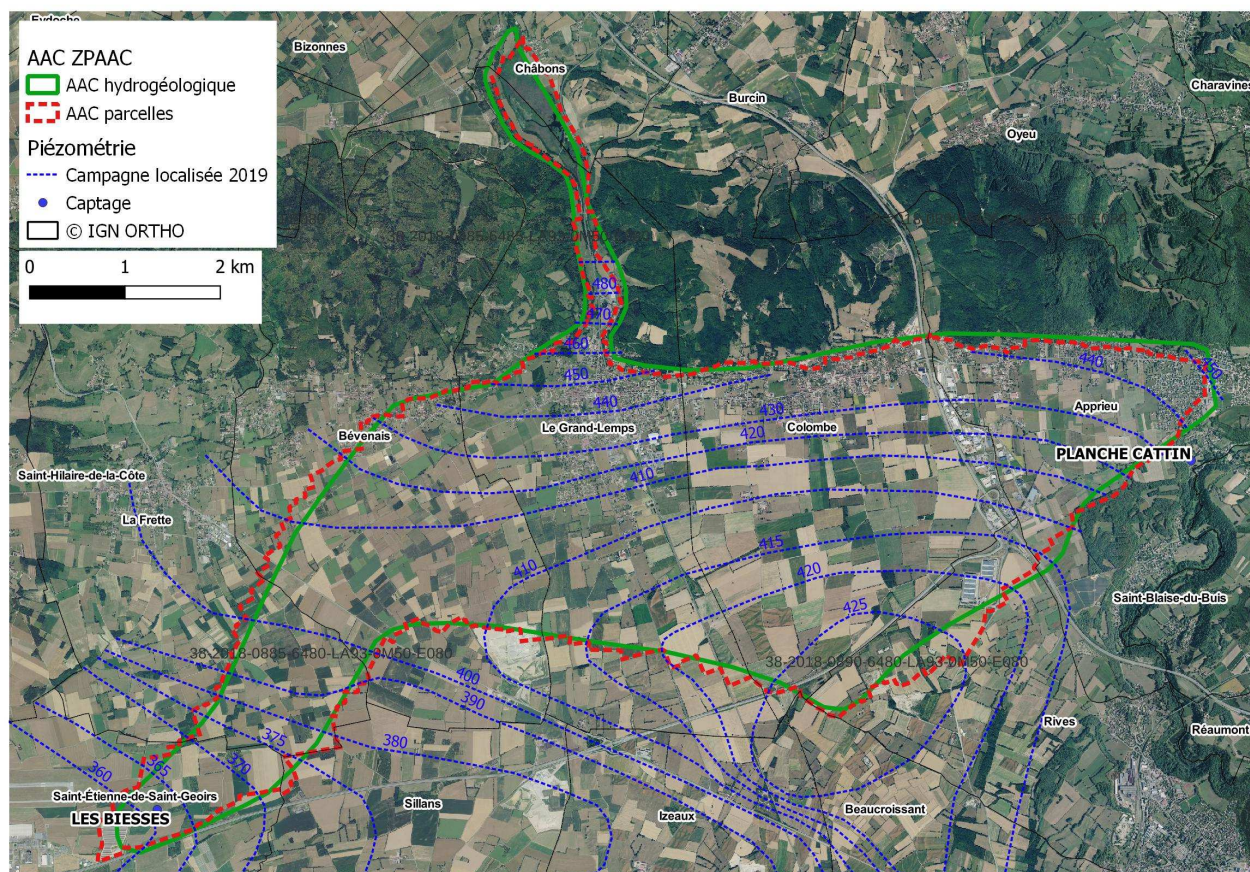 Eydoche
AAC ZPAAC
AAC hydrogéologique
AAC parcelles
Piézométrie
Campagne localisée 2019
Captage
© IGN ORTHO
0 1 2 km
Bizonnes
Châbons
Burcin
Charavines
Oyeu
480
470
460
450
440
440
450
430
420
410
Bévenais
Le Grand-Lemps
Colombe
Apprieu
PLANCHE CATTIN
Saint-Hilaire-de-la-Côte
La Frette
410
415
420
425
Saint-Blaise-du-Buis
38-2018-0885-6480-LA93-0M50-E080
38-2018-0890-6480-LA93-0M50-E080
400
390
380
375
370
365
360
Rives
Réaumont
Saint-Étienne-de-Saint-Geoirs
LES BIESSES
Sillans
Izeaux
Beaucroissant